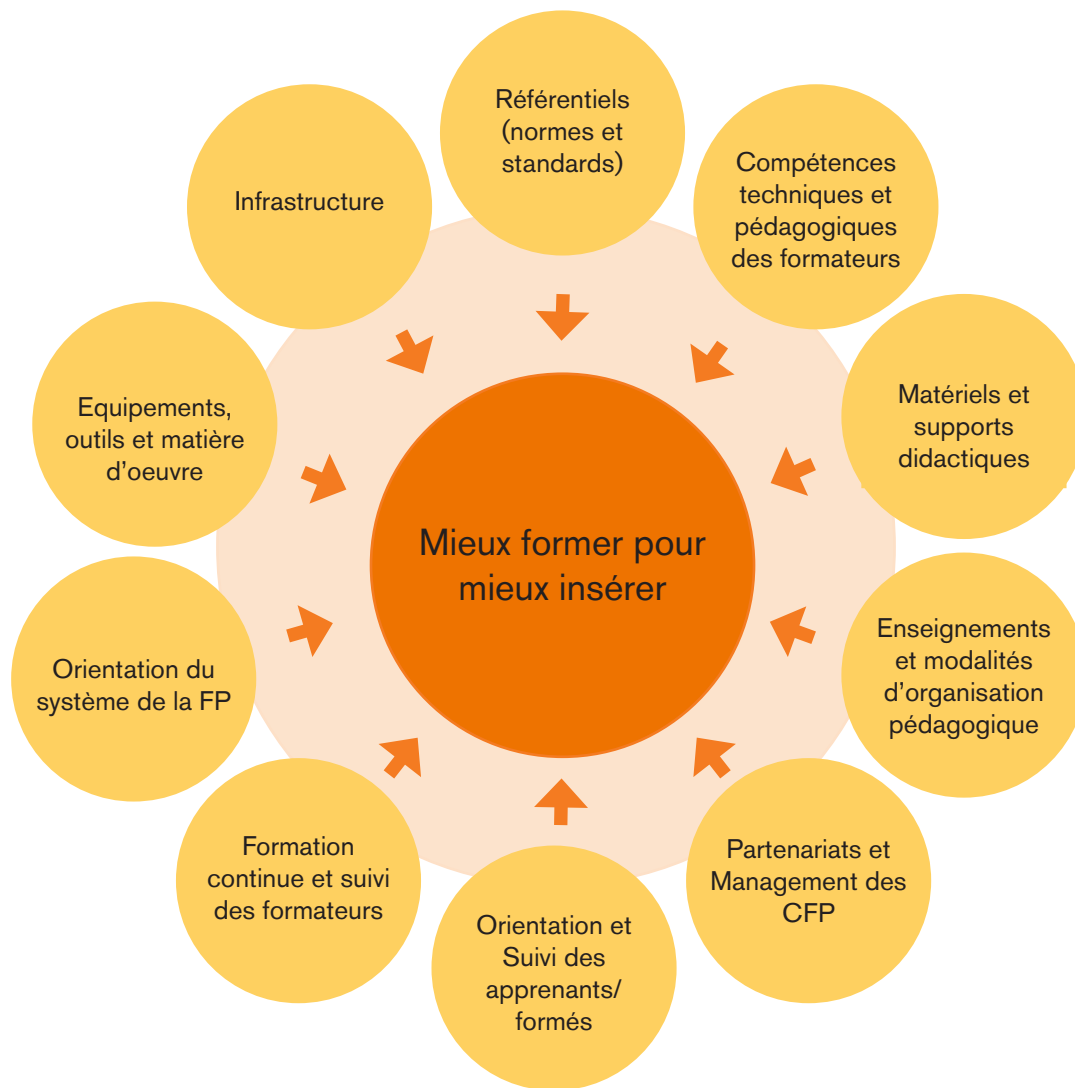 Référentiels
(normes et
standards)
Compétences
techniques et
pédagogiques
des formateurs
Matériels et
supports
didactiques
Enseignements
et modalités
d'organisation
pédagogique
Partenariats et
Management des
CFP
Orientation et
Suivi des
apprenants/
formés
Formation
continue et suivi
des formateurs
Orientation du
système de la FP
Equipements,
outils et matière
d'oeuvre
Infrastructure
Mieux former pour
mieux insérer